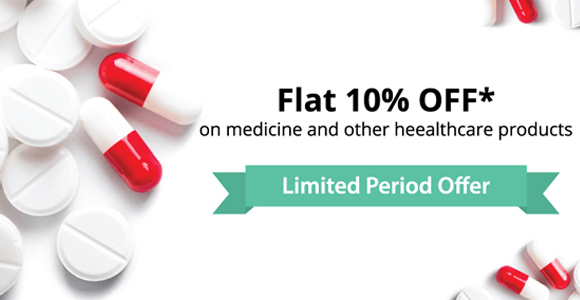 Flat 10% OFF*
on medicine and other heealthcare products
Limited Period Offer